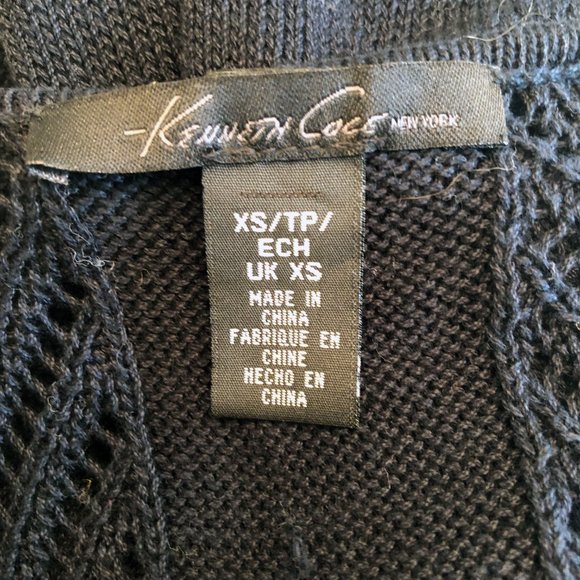 -KENNETH COLE NEW YORK
XS/TP/
ECH
UK XS
MADE IN
CHINA
FABRIQUE EN
CHINE
HECHO EN
CHINA